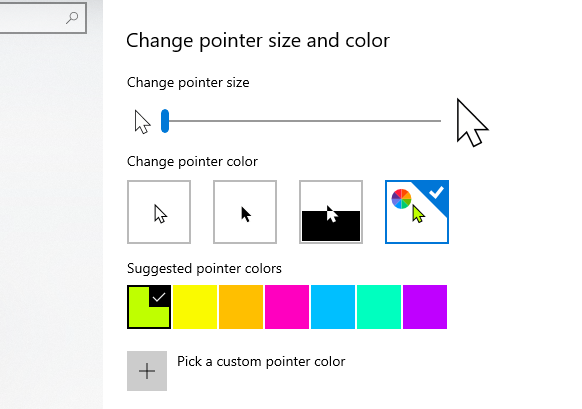 Change pointer size and color
Change pointer size
Change pointer color
Suggested pointer colors
Pick a custom pointer color